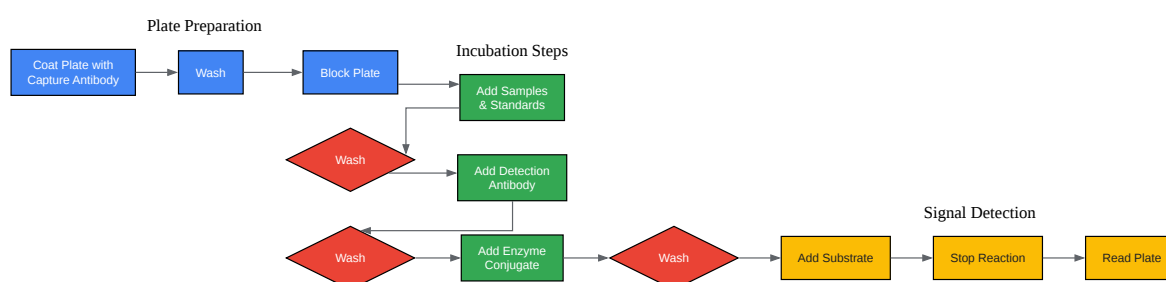 Plate Preparation
Coat Plate with
Capture Antibody
Wash
Block Plate
Incubation Steps
Add Samples
& Standards
Wash
Add Detection
Antibody
Wash
Add Enzyme
Conjugate
Wash
Signal Detection
Add Substrate
Stop Reaction
Read Plate